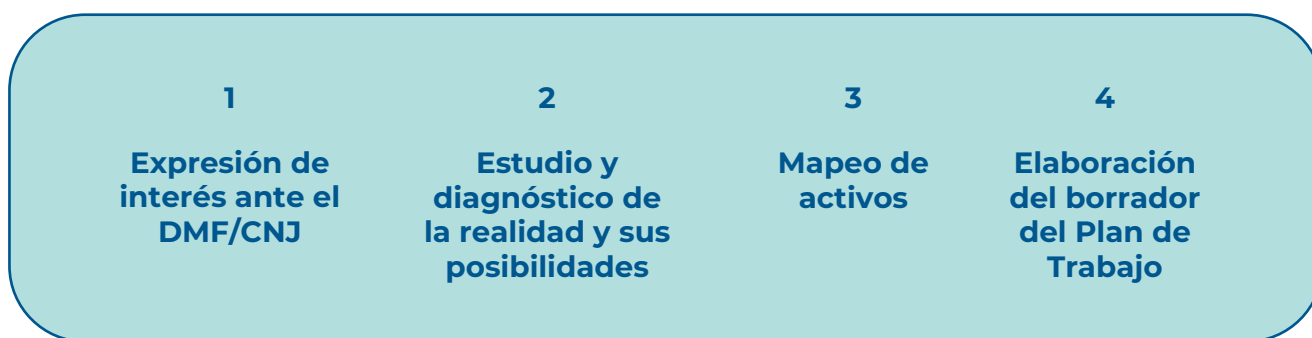 1
Expresión de
interés ante el
DMF/CNJ
2
Estudio y
diagnóstico de
la realidad y sus
posibilidades
3
Mapeo de
activos
4
Elaboración
del borrador
del Plan de
Trabajo